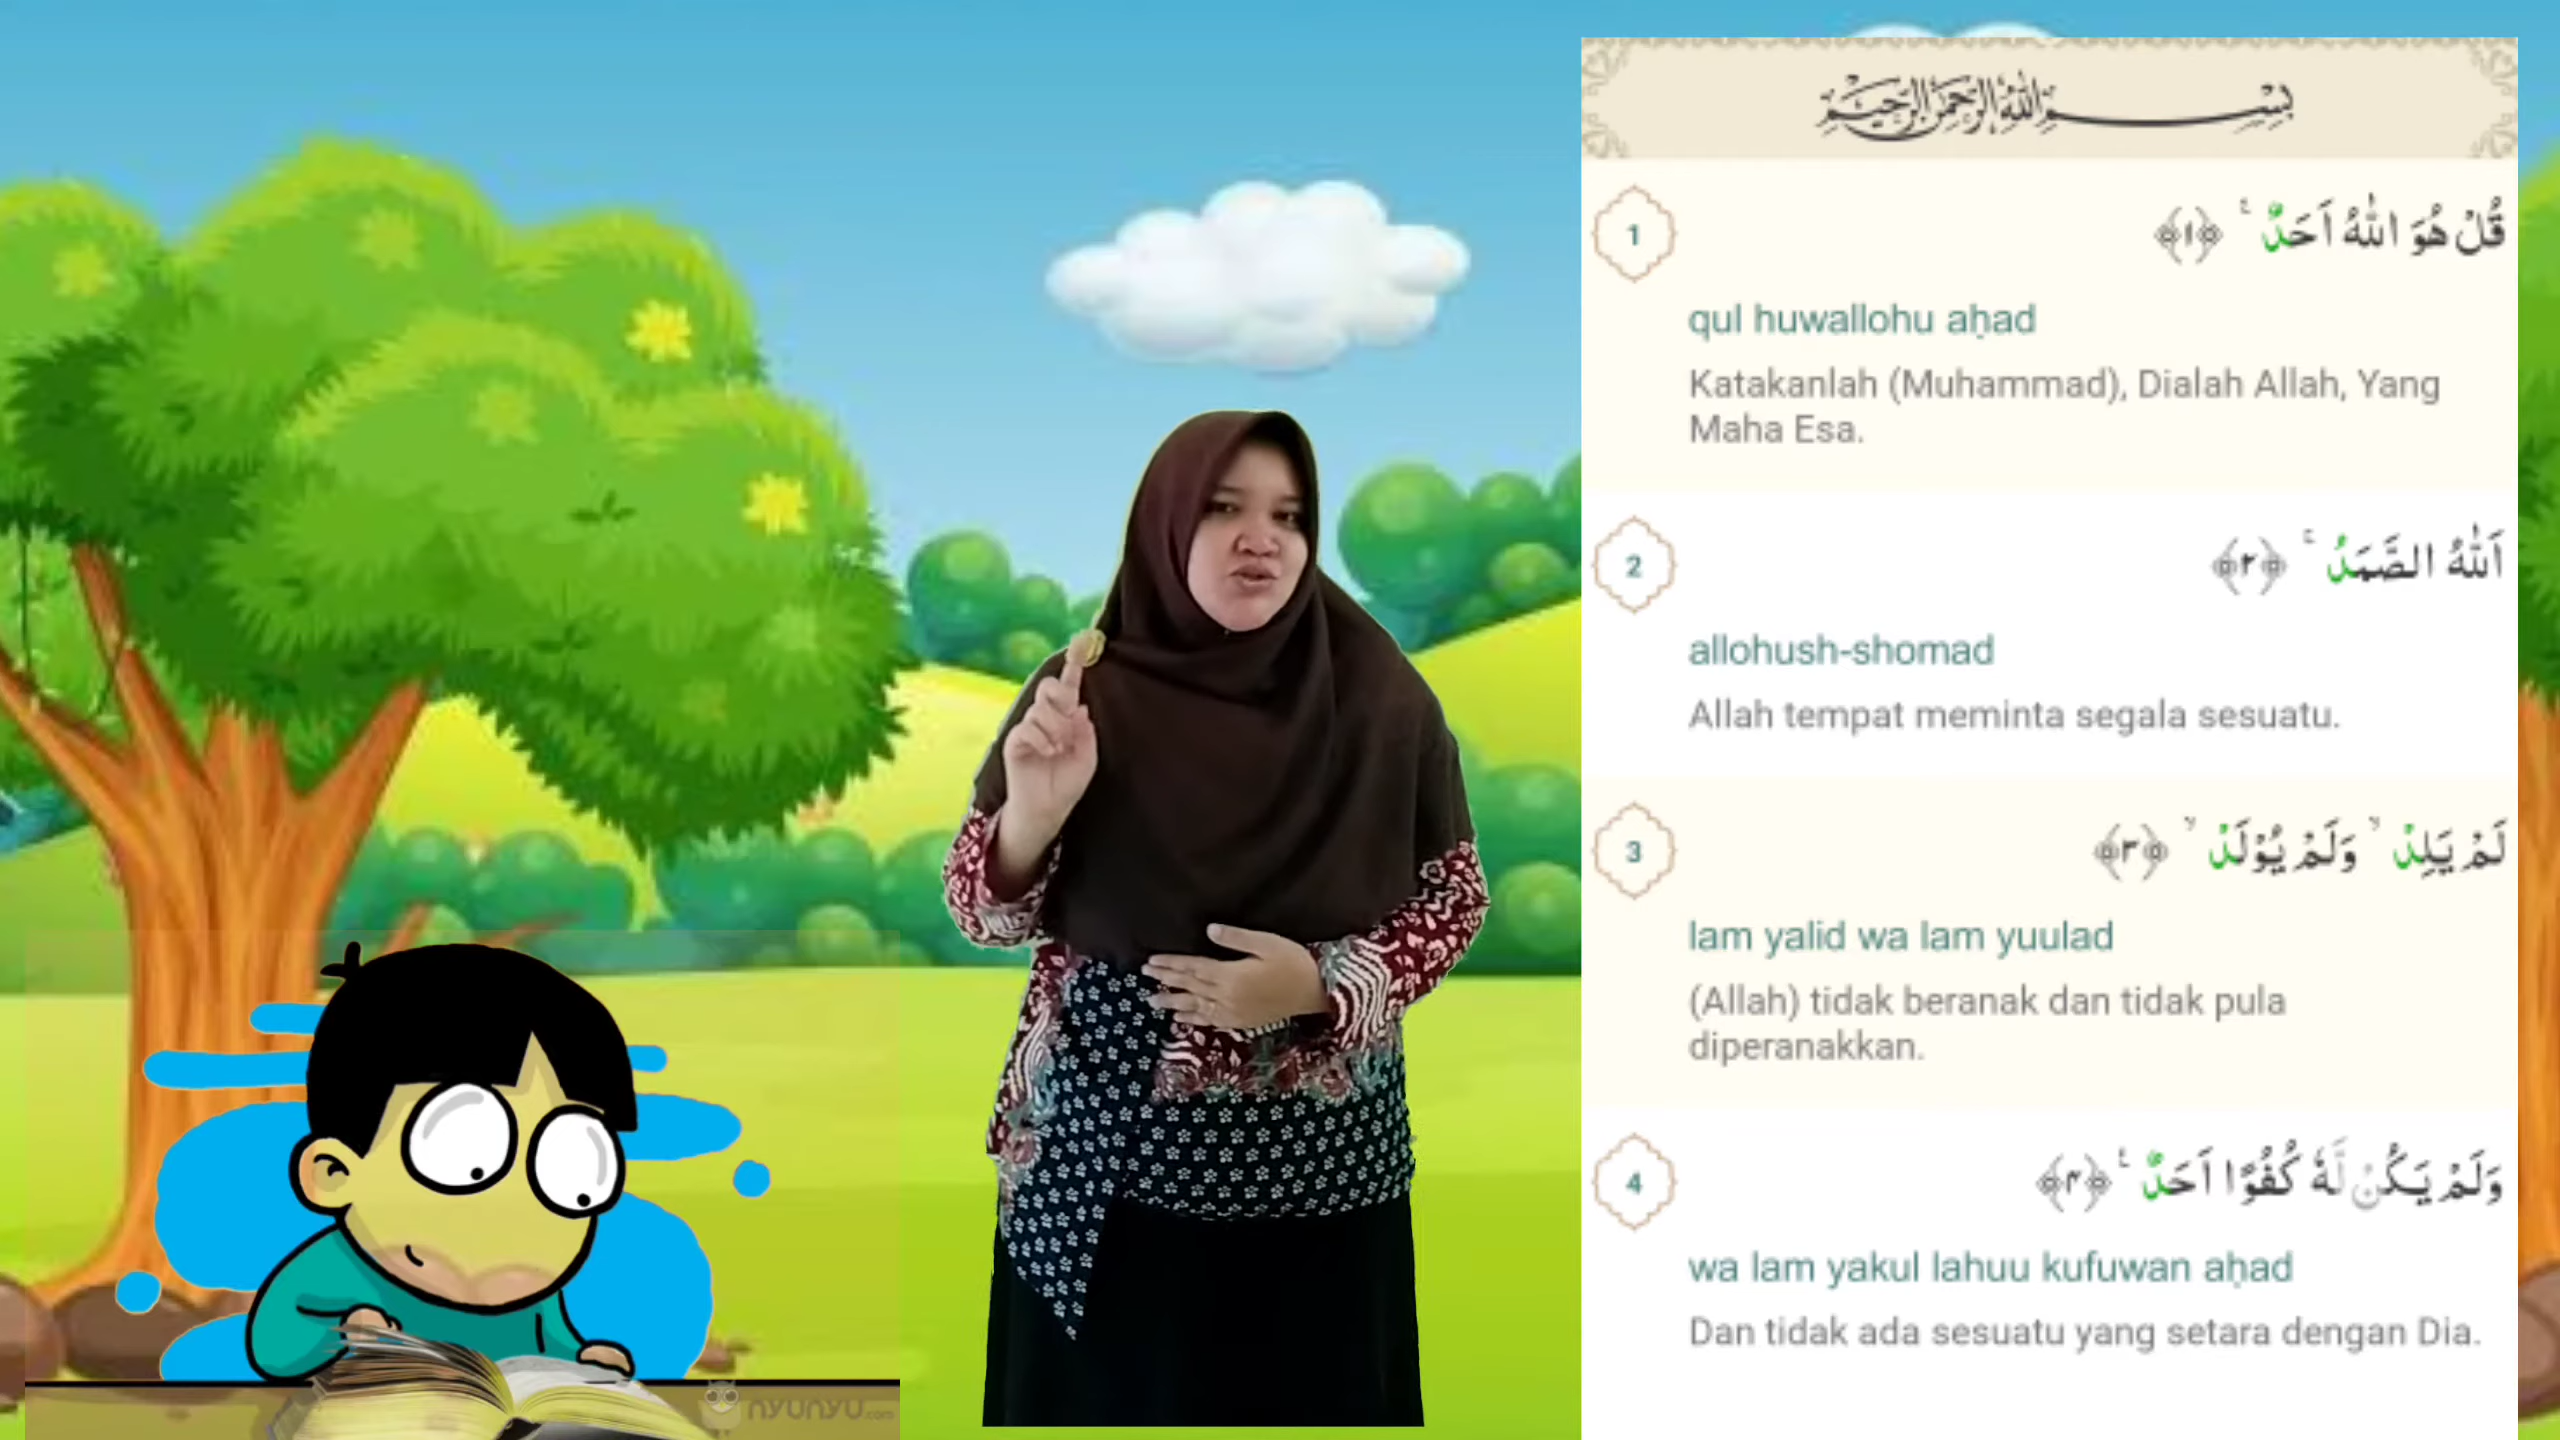 بِسْمِ اللّٰهِ الرَّحْمٰنِ الرَّحِيْمِ
1
قُلْ هُوَ اللّٰهُ اَحَدٌ ۚ ﴿١﴾
qul huwallohu aḥad
Katakanlah (Muhammad), Dialah Allah, Yang
Maha Esa.
2
اَللّٰهُ الصَّمَدُ ۚ ﴿٢﴾
allohush-shomad
Allah tempat meminta segala sesuatu.
3
لَمْ يَلِدْ ۙ وَلَمْ يُوْلَدْ ۙ ﴿٣﴾
lam yalid wa lam yuulad
(Allah) tidak beranak dan tidak pula
diperanakkan.
4
وَلَمْ يَكُنْ لَّهٗ كُفُوًا اَحَدٌ ۚ ﴿٤﴾
wa lam yakul lahuu kufuwan aḥad
Dan tidak ada sesuatu yang setara dengan Dia.
nyunyu.com